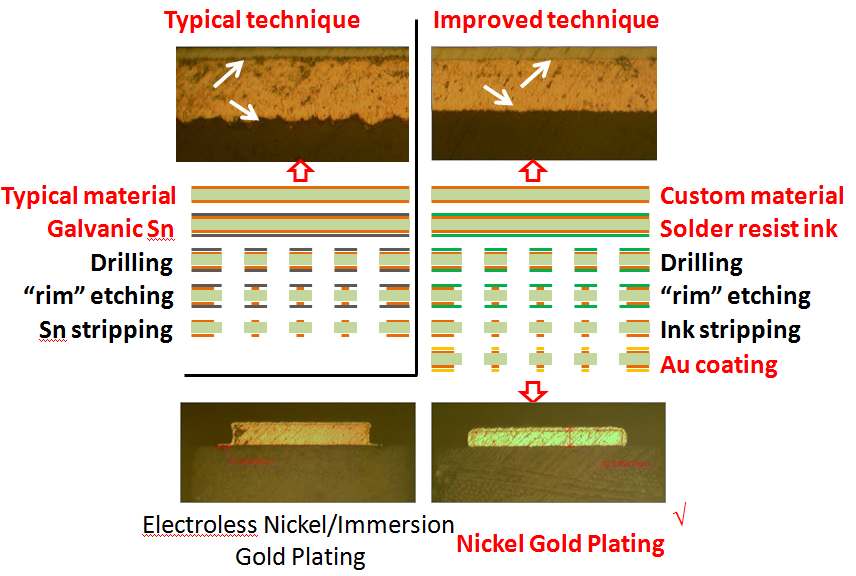 Typical technique
Improved technique
Typical material
Custom material
Galvanic Sn
Solder resist ink
Drilling
Drilling
“rim” etching
“rim” etching
Sn stripping
Ink stripping
Au coating
Electroless Nickel/Immersion
Gold Plating
Nickel Gold Plating
√